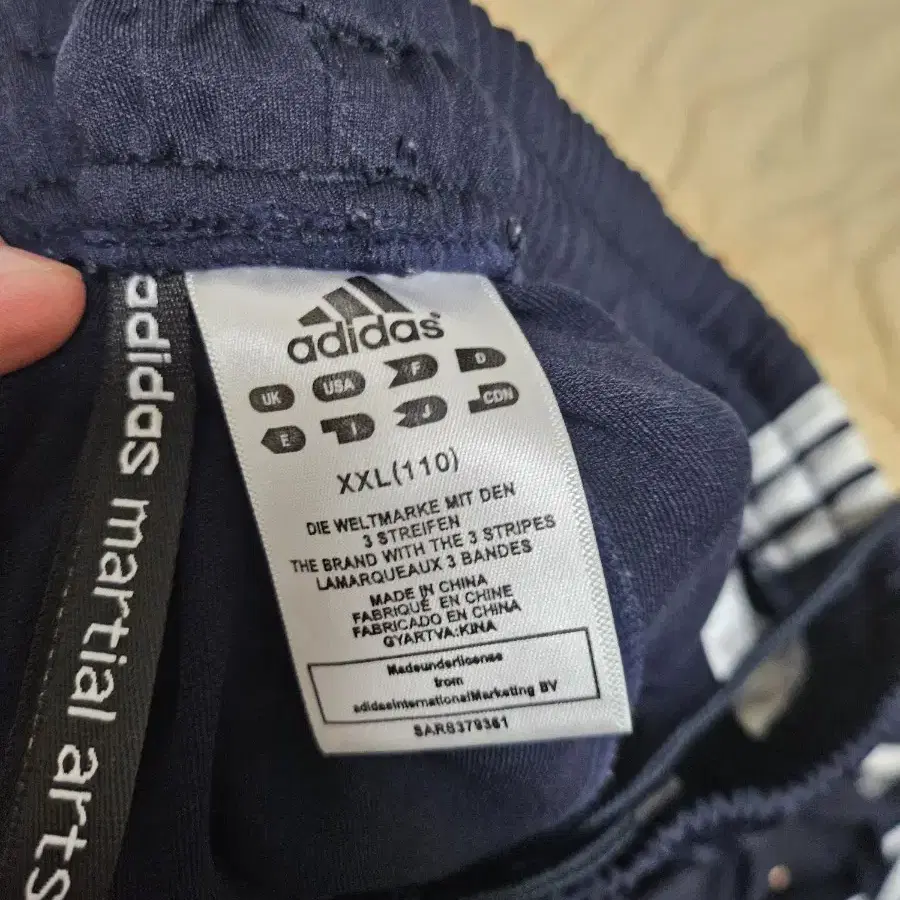 adidas
UK USA F D
E I J CDN
XXL(110)
DIE WELTMARKE MIT DEN
3 STREIFEN
THE BRAND WITH THE 3 STRIPES
LAMARQUEAUX 3 BANDES
MADE IN CHINA
FABRIQUÉ EN CHINE
FABRICADO EN CHINA
GYARTVA:KINA
Madeunderlicense
from
adidasInternationalMarketing BV
SARB379361
adidas martial arts